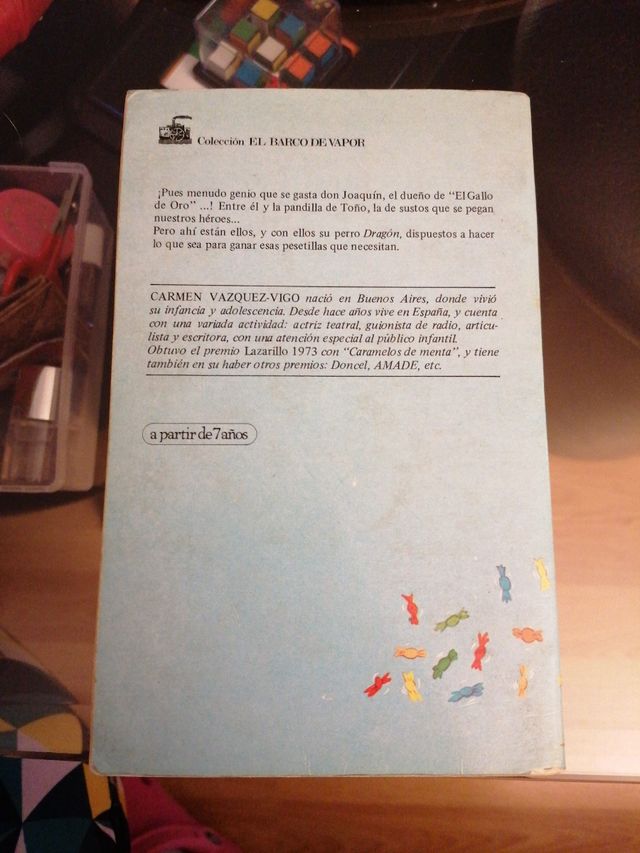 Colección EL BARCO DE VAPOR
¡Pues menudo genio que se gasta don Joaquín, el dueño de "El Gallo
de Oro" ...! Entre él y la pandilla de Toño, la de sustos que se pegan
nuestros héroes...
Pero ahí están ellos, y con ellos su perro Dragón, dispuestos a hacer
lo que sea para ganar esas pesetillas que necesitan.
CARMEN VAZQUEZ-VIGO nació en Buenos Aires, donde vivió
su infancia y adolescencia. Desde hace años vive en España, y cuenta
con una variada actividad: actriz teatral, guionista de radio, articu-
lista y escritora, con una atención especial al público infantil.
Obtuvo el premio Lazarillo 1973 con "Caramelos de menta", y tiene
también en su haber otros premios: Doncel, AMADE, etc.
a partir de 7 años